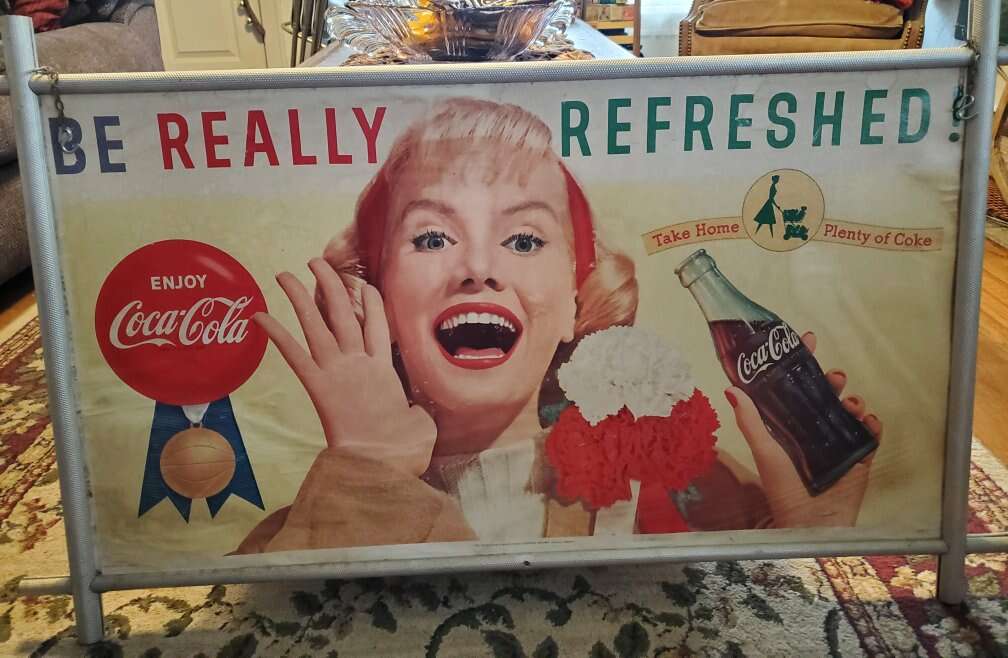 BE REALLY REFRESHED!
Take Home Plenty of Coke
ENJOY
Coca-Cola
Coca-Cola